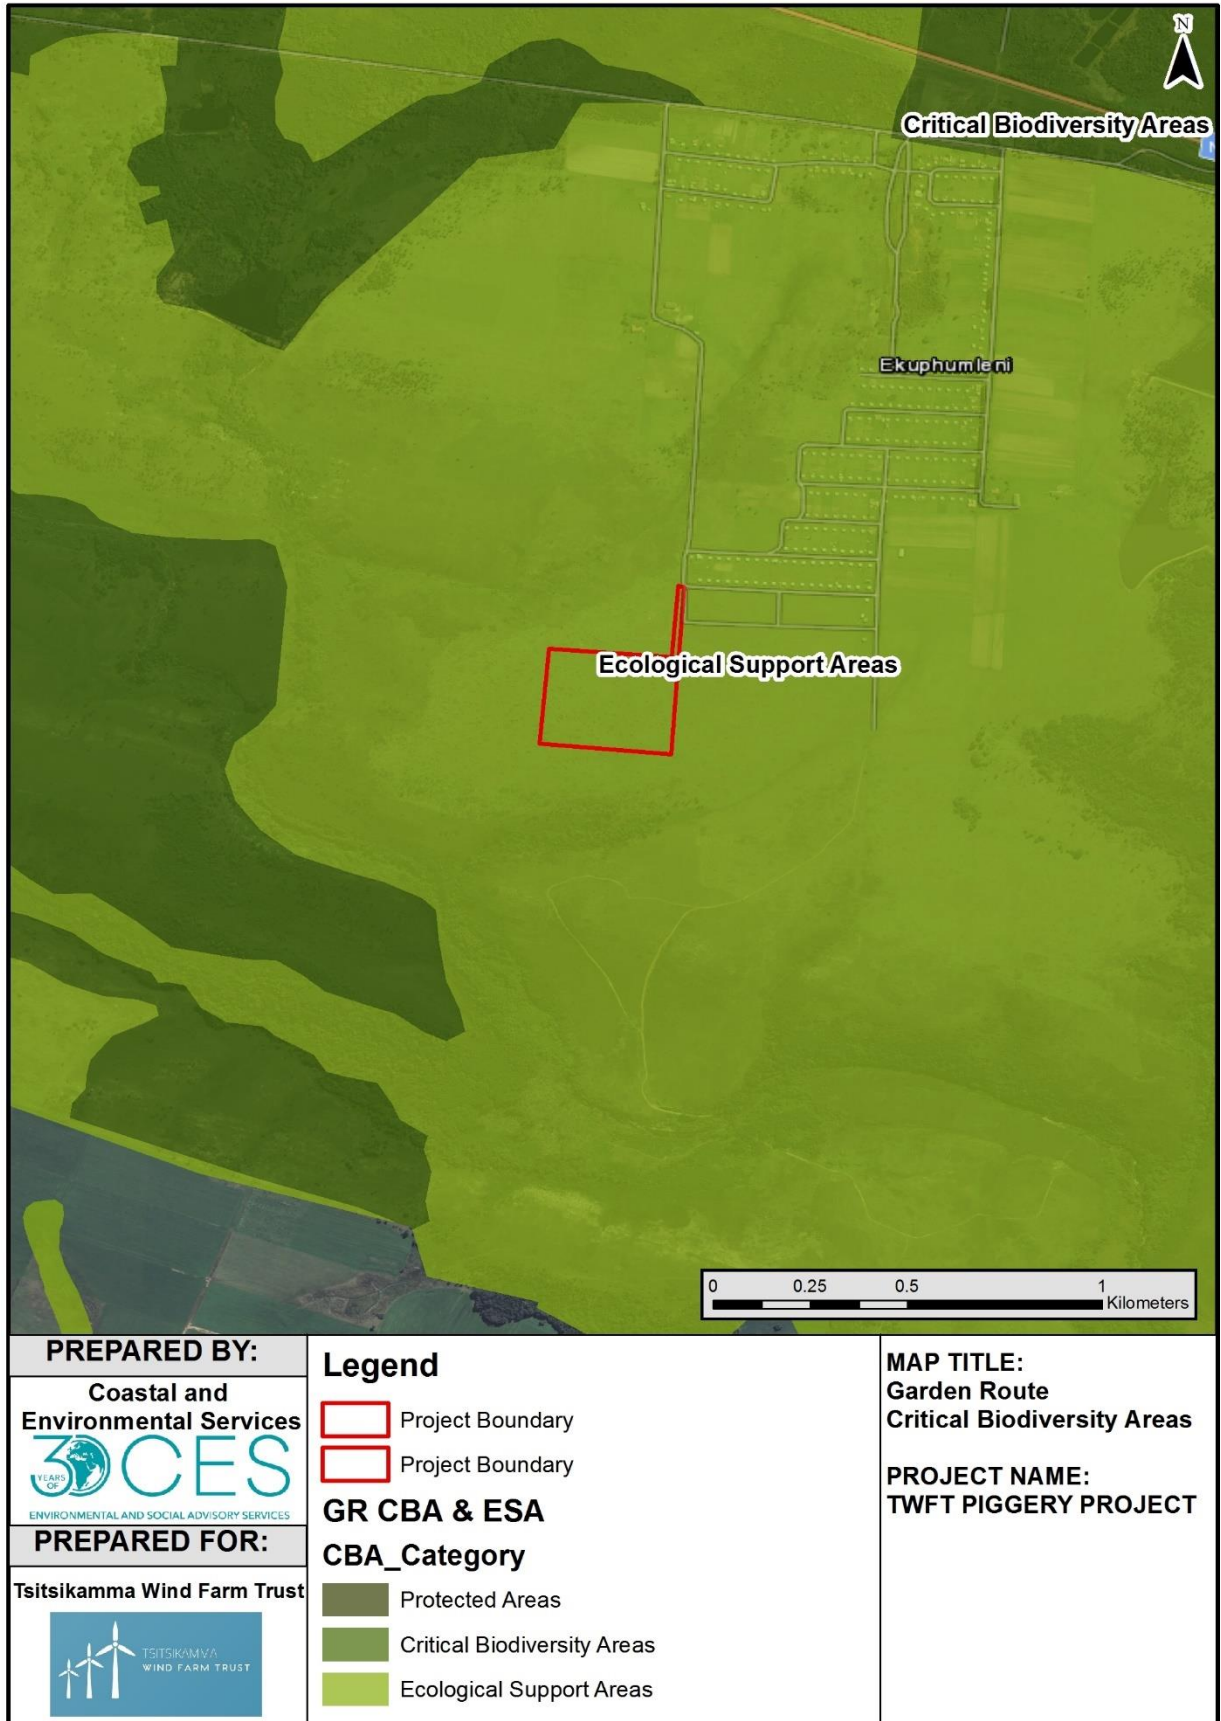 N
Critical Biodiversity Areas
N
Ekuphumleni
Ecological Support Areas
0 0.25 0.5 1
Kilometers
PREPARED BY:
Coastal and
Environmental Services
30 CES
YEARS
OF
ENVIRONMENTAL AND SOCIAL ADVISORY SERVICES
PREPARED FOR:
Tsitsikamma Wind Farm Trust
TSITSIKAMMA
WIND FARM TRUST
Legend
Project Boundary
Project Boundary
GR CBA & ESA
CBA_Category
Protected Areas
Critical Biodiversity Areas
Ecological Support Areas
MAP TITLE:
Garden Route
Critical Biodiversity Areas
PROJECT NAME:
TWFT PIGGERY PROJECT